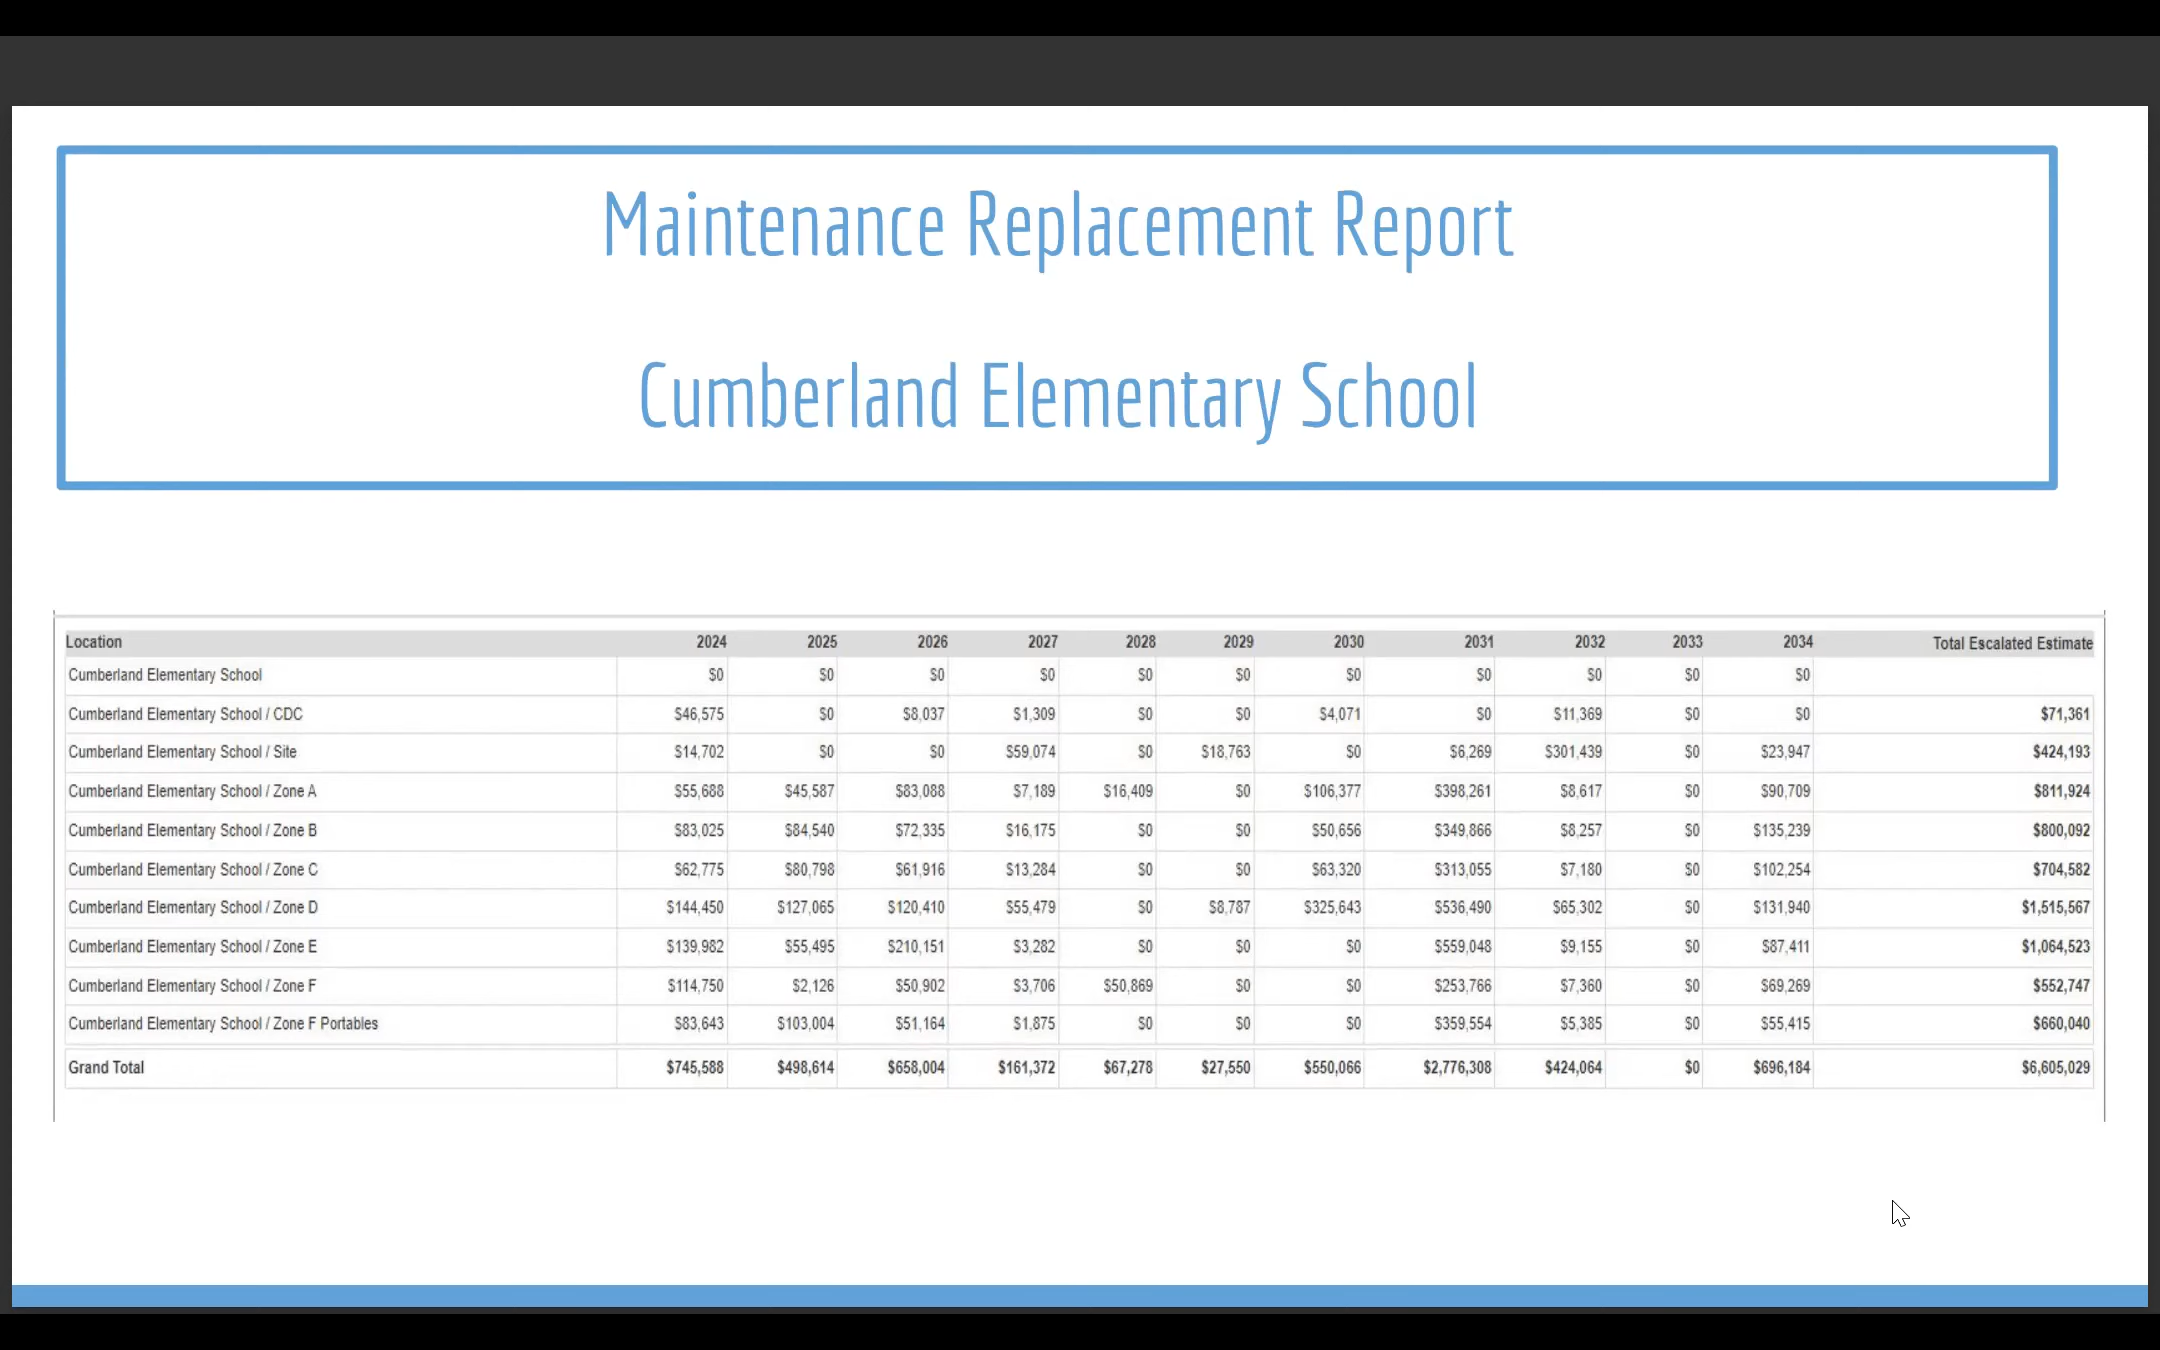 Maintenance Replacement Report
Cumberland Elementary School
Location 2024 2025 2026 2027 2028 2029 2030 2031 2032 2033 2034 Total Escalated Estimate
Cumberland Elementary School $0 $0 $0 $0 $0 $0 $0 $0 $0 $0 $0
Cumberland Elementary School / CDC $46,575 $0 $8,037 $1,309 $0 $0 $4,071 $0 $11,369 $0 $0 $71,361
Cumberland Elementary School / Site $14,702 $0 $0 $59,074 $0 $18,763 $0 $6,269 $301,439 $0 $23,947 $424,193
Cumberland Elementary School / Zone A $55,688 $45,587 $83,088 $7,189 $16,409 $0 $106,377 $398,261 $8,617 $0 $90,709 $811,924
Cumberland Elementary School / Zone B $83,025 $84,540 $72,335 $16,175 $0 $0 $50,656 $349,866 $8,257 $0 $135,239 $800,092
Cumberland Elementary School / Zone C $62,775 $80,798 $61,916 $13,284 $0 $0 $63,320 $313,055 $7,180 $0 $102,254 $704,582
Cumberland Elementary School / Zone D $144,450 $127,065 $120,410 $55,479 $0 $8,787 $325,643 $536,490 $65,302 $0 $131,940 $1,515,567
Cumberland Elementary School / Zone E $139,982 $55,495 $210,151 $3,282 $0 $0 $0 $559,048 $9,155 $0 $87,411 $1,064,523
Cumberland Elementary School / Zone F $114,750 $2,126 $50,902 $3,706 $50,869 $0 $0 $253,766 $7,360 $0 $69,269 $552,747
Cumberland Elementary School / Zone F Portables $83,643 $103,004 $51,164 $1,875 $0 $0 $0 $359,554 $5,385 $0 $55,415 $660,040
Grand Total $745,588 $498,614 $658,004 $161,372 $67,278 $27,550 $550,066 $2,776,308 $424,064 $0 $696,184 $6,605,029